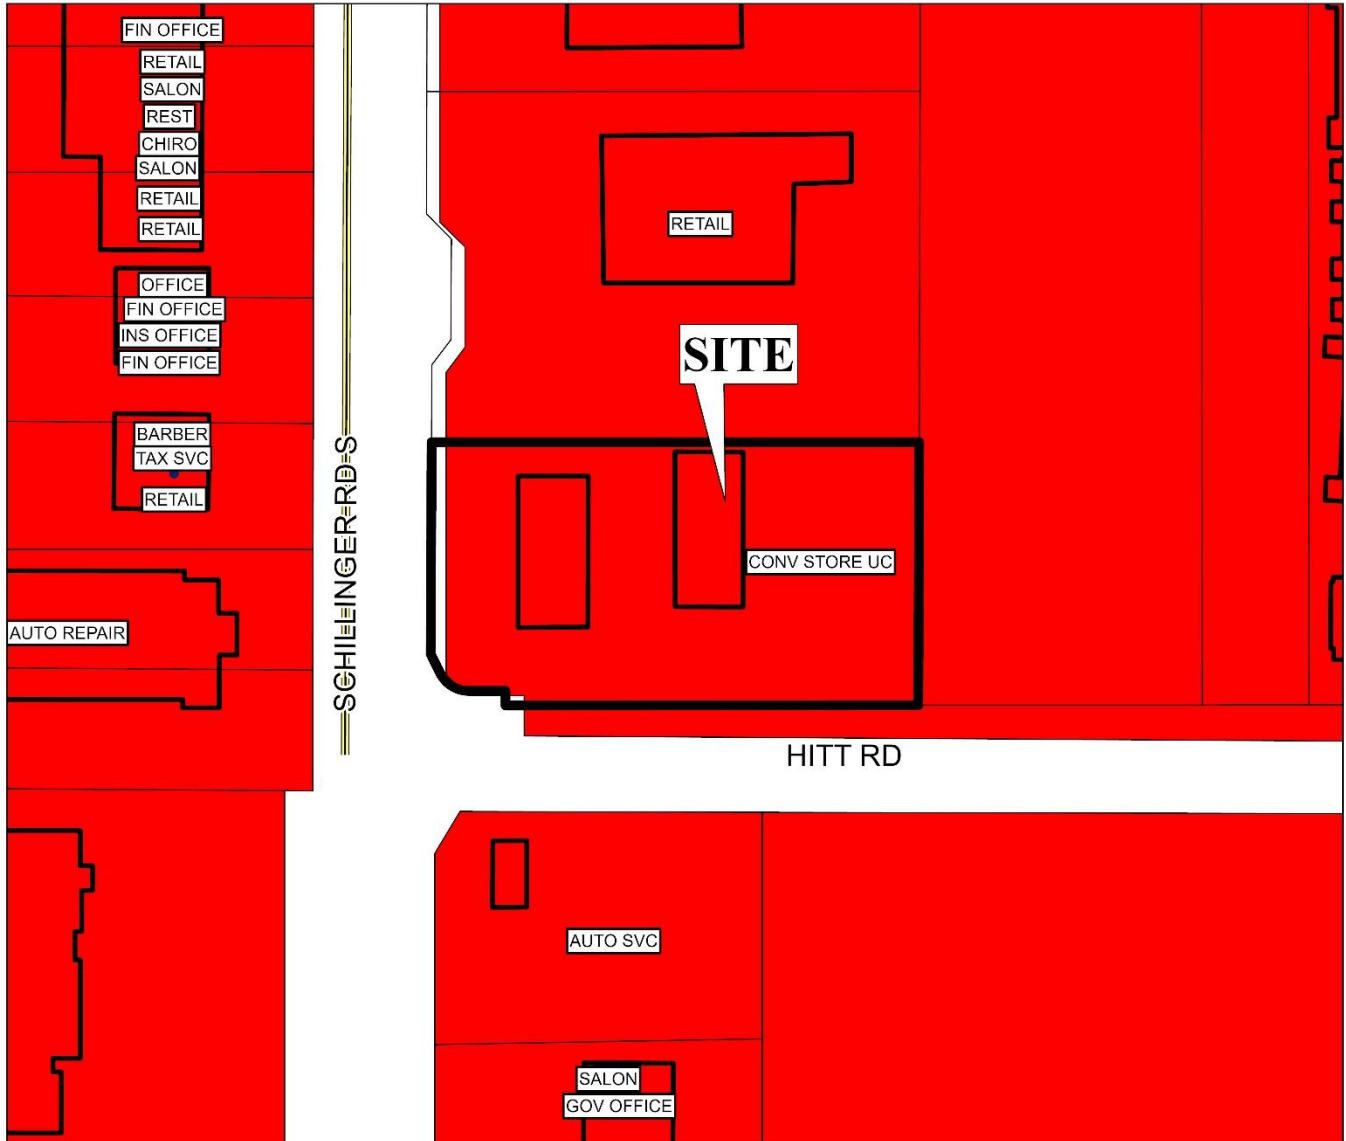 FIN OFFICE
RETAIL
SALON
REST
CHIRO
SALON
RETAIL
RETAIL
RETAIL
OFFICE
FIN OFFICE
INS OFFICE
FIN OFFICE
SITE
BARBER
TAX SVC
RETAIL
SCHILLINGER RD S
CONV STORE UC
AUTO REPAIR
HITT RD
AUTO SVC
SALON
GOV OFFICE